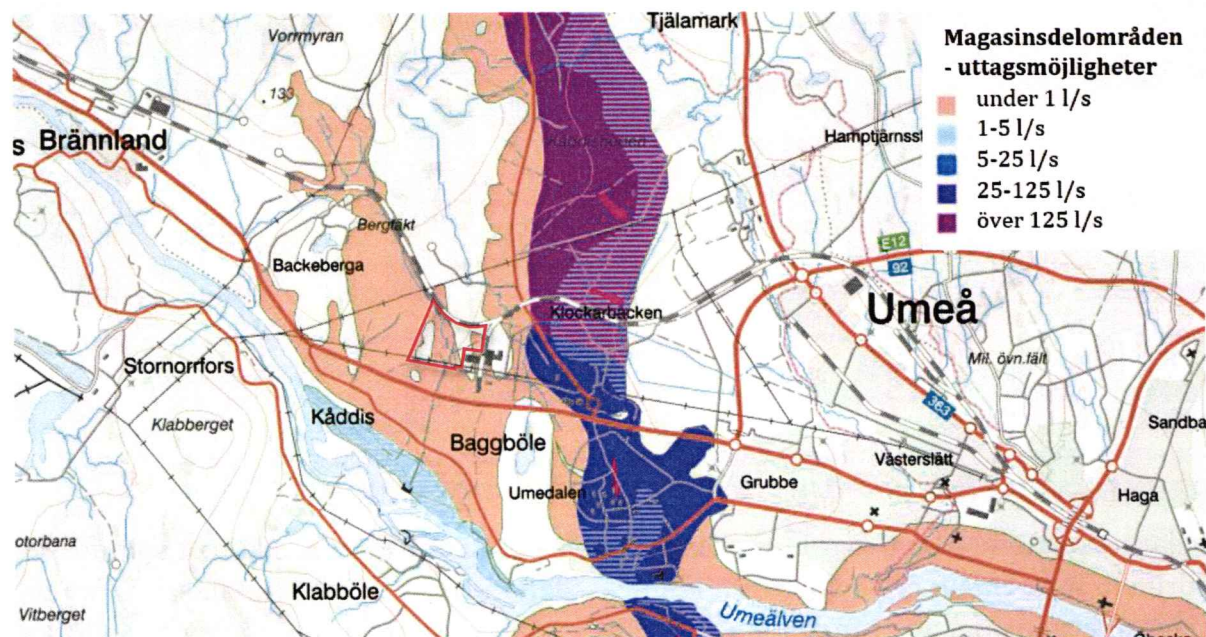 Tjälamark
Magasinsdelområden
- uttagsmöjligheter
under 1 l/s
1-5 l/s
5-25 l/s
25-125 l/s
över 125 l/s
Vorrmyran
133
s Brännland
Hamptjärnsst
Bergtäkt
Backeberga
E12
92
Klockarbäcken
Umeå
Stornorrfors
Mil. övn.fält
Klabberget
Kåddis
363
Sandba
Baggböle
Västerslätt
Umedalen
Grubbe
Haga
otorbana
Klabböle
Vitberget
Umeälven